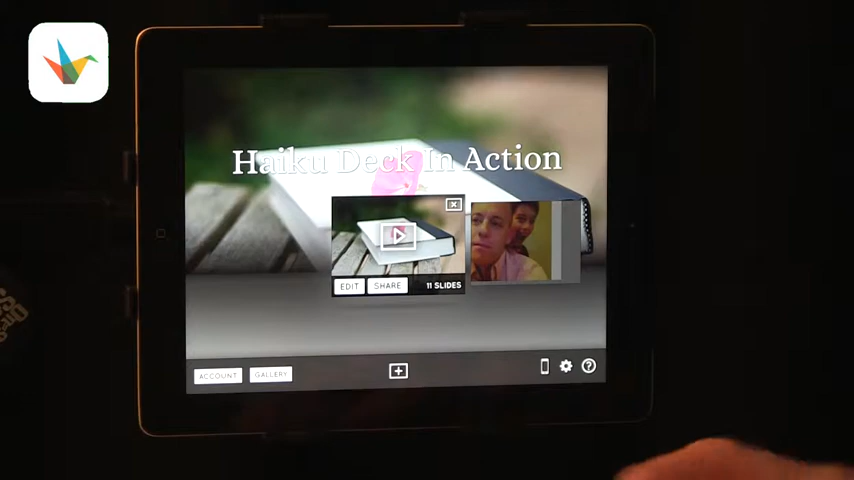 Haiku Deck In Action
EDIT
SHARE
11 SLIDES
ACCOUNT
GALLERY